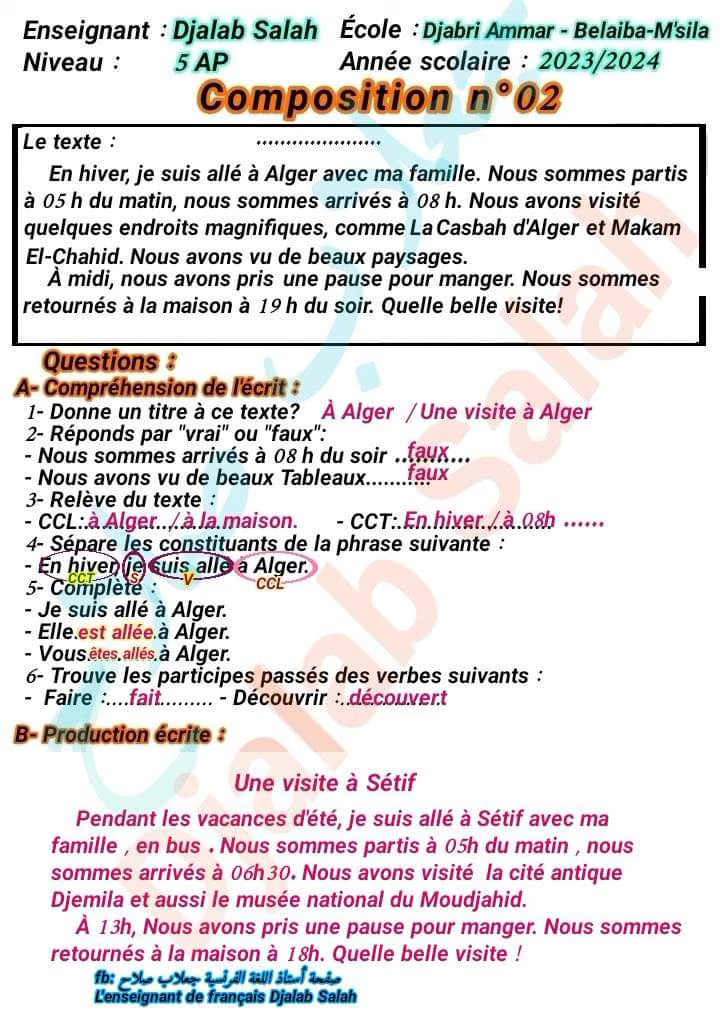 Enseignant : Djalab Salah École : Djabri Ammar - Belaiba-M'sila
Niveau : 5 AP Année scolaire : 2023/2024
Composition n°02
Le texte : .....................
En hiver, je suis allé à Alger avec ma famille. Nous sommes partis
à 05 h du matin, nous sommes arrivés à 08 h. Nous avons visité
quelques endroits magnifiques, comme La Casbah d'Alger et Makam
El-Chahid. Nous avons vu de beaux paysages.
À midi, nous avons pris une pause pour manger. Nous sommes
retournés à la maison à 19 h du soir. Quelle belle visite!
Questions :
A- Compréhension de l'écrit :
1- Donne un titre à ce texte? À Alger / Une visite à Alger
2- Réponds par "vrai" ou "faux":
- Nous sommes arrivés à 08 h du soir ...faux...
- Nous avons vu de beaux Tableaux...........faux
3- Relève du texte :
- CCL:.à Alger../.à la maison. - CCT:.En hiver./.à 08h ......
4- Sépare les constituants de la phrase suivante :
- En hiver, je suis allé à Alger.
CCT S V CCL
5- Complète :
- Je suis allé à Alger.
- Elle.est allée.à Alger.
- Vous.êtes.allés.à Alger.
6- Trouve les participes passés des verbes suivants :
- Faire :....fait......... - Découvrir :..découvert
B- Production écrite :
Une visite à Sétif
Pendant les vacances d'été, je suis allé à Sétif avec ma
famille , en bus . Nous sommes partis à 05h du matin , nous
sommes arrivés à 06h30. Nous avons visité la cité antique
Djemila et aussi le musée national du Moudjahid.
À 13h, Nous avons pris une pause pour manger. Nous sommes
retournés à la maison à 18h. Quelle belle visite !
fb: صفحة أستاذ اللغة الفرنسية جعلاب صلاح
L'enseignant de français Djalab Salah
جعلاب صلاح
Djalab Salah